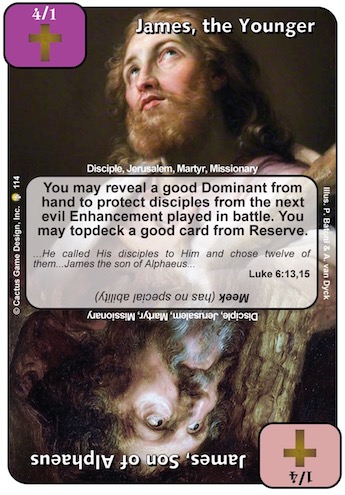 4/1
James, the Younger
Disciple, Jerusalem, Martyr, Missionary
You may reveal a good Dominant from
hand to protect disciples from the next
evil Enhancement played in battle. You
may topdeck a good card from Reserve.
...He called His disciples to Him and chose twelve of
them...James the son of Alphaeus...
Luke 6:13,15
© Cactus Game Design, Inc. 114
Illus. P. Batoni & A. van Dyck
Meek (has no special ability)
Disciple, Jerusalem, Martyr, Missionary
James, Son of Alphaeus
1/4